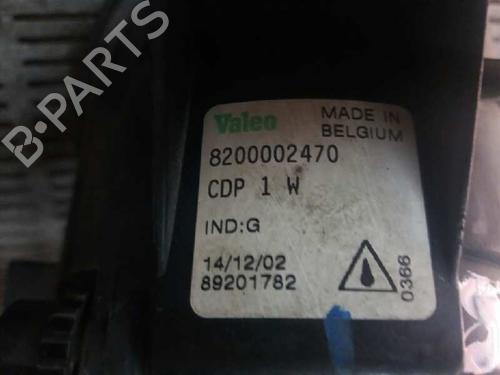 B-PARTS
Valeo
MADE IN
BELGIUM
8200002470
CDP 1 W
IND:G
14/12/02
89201782
0366